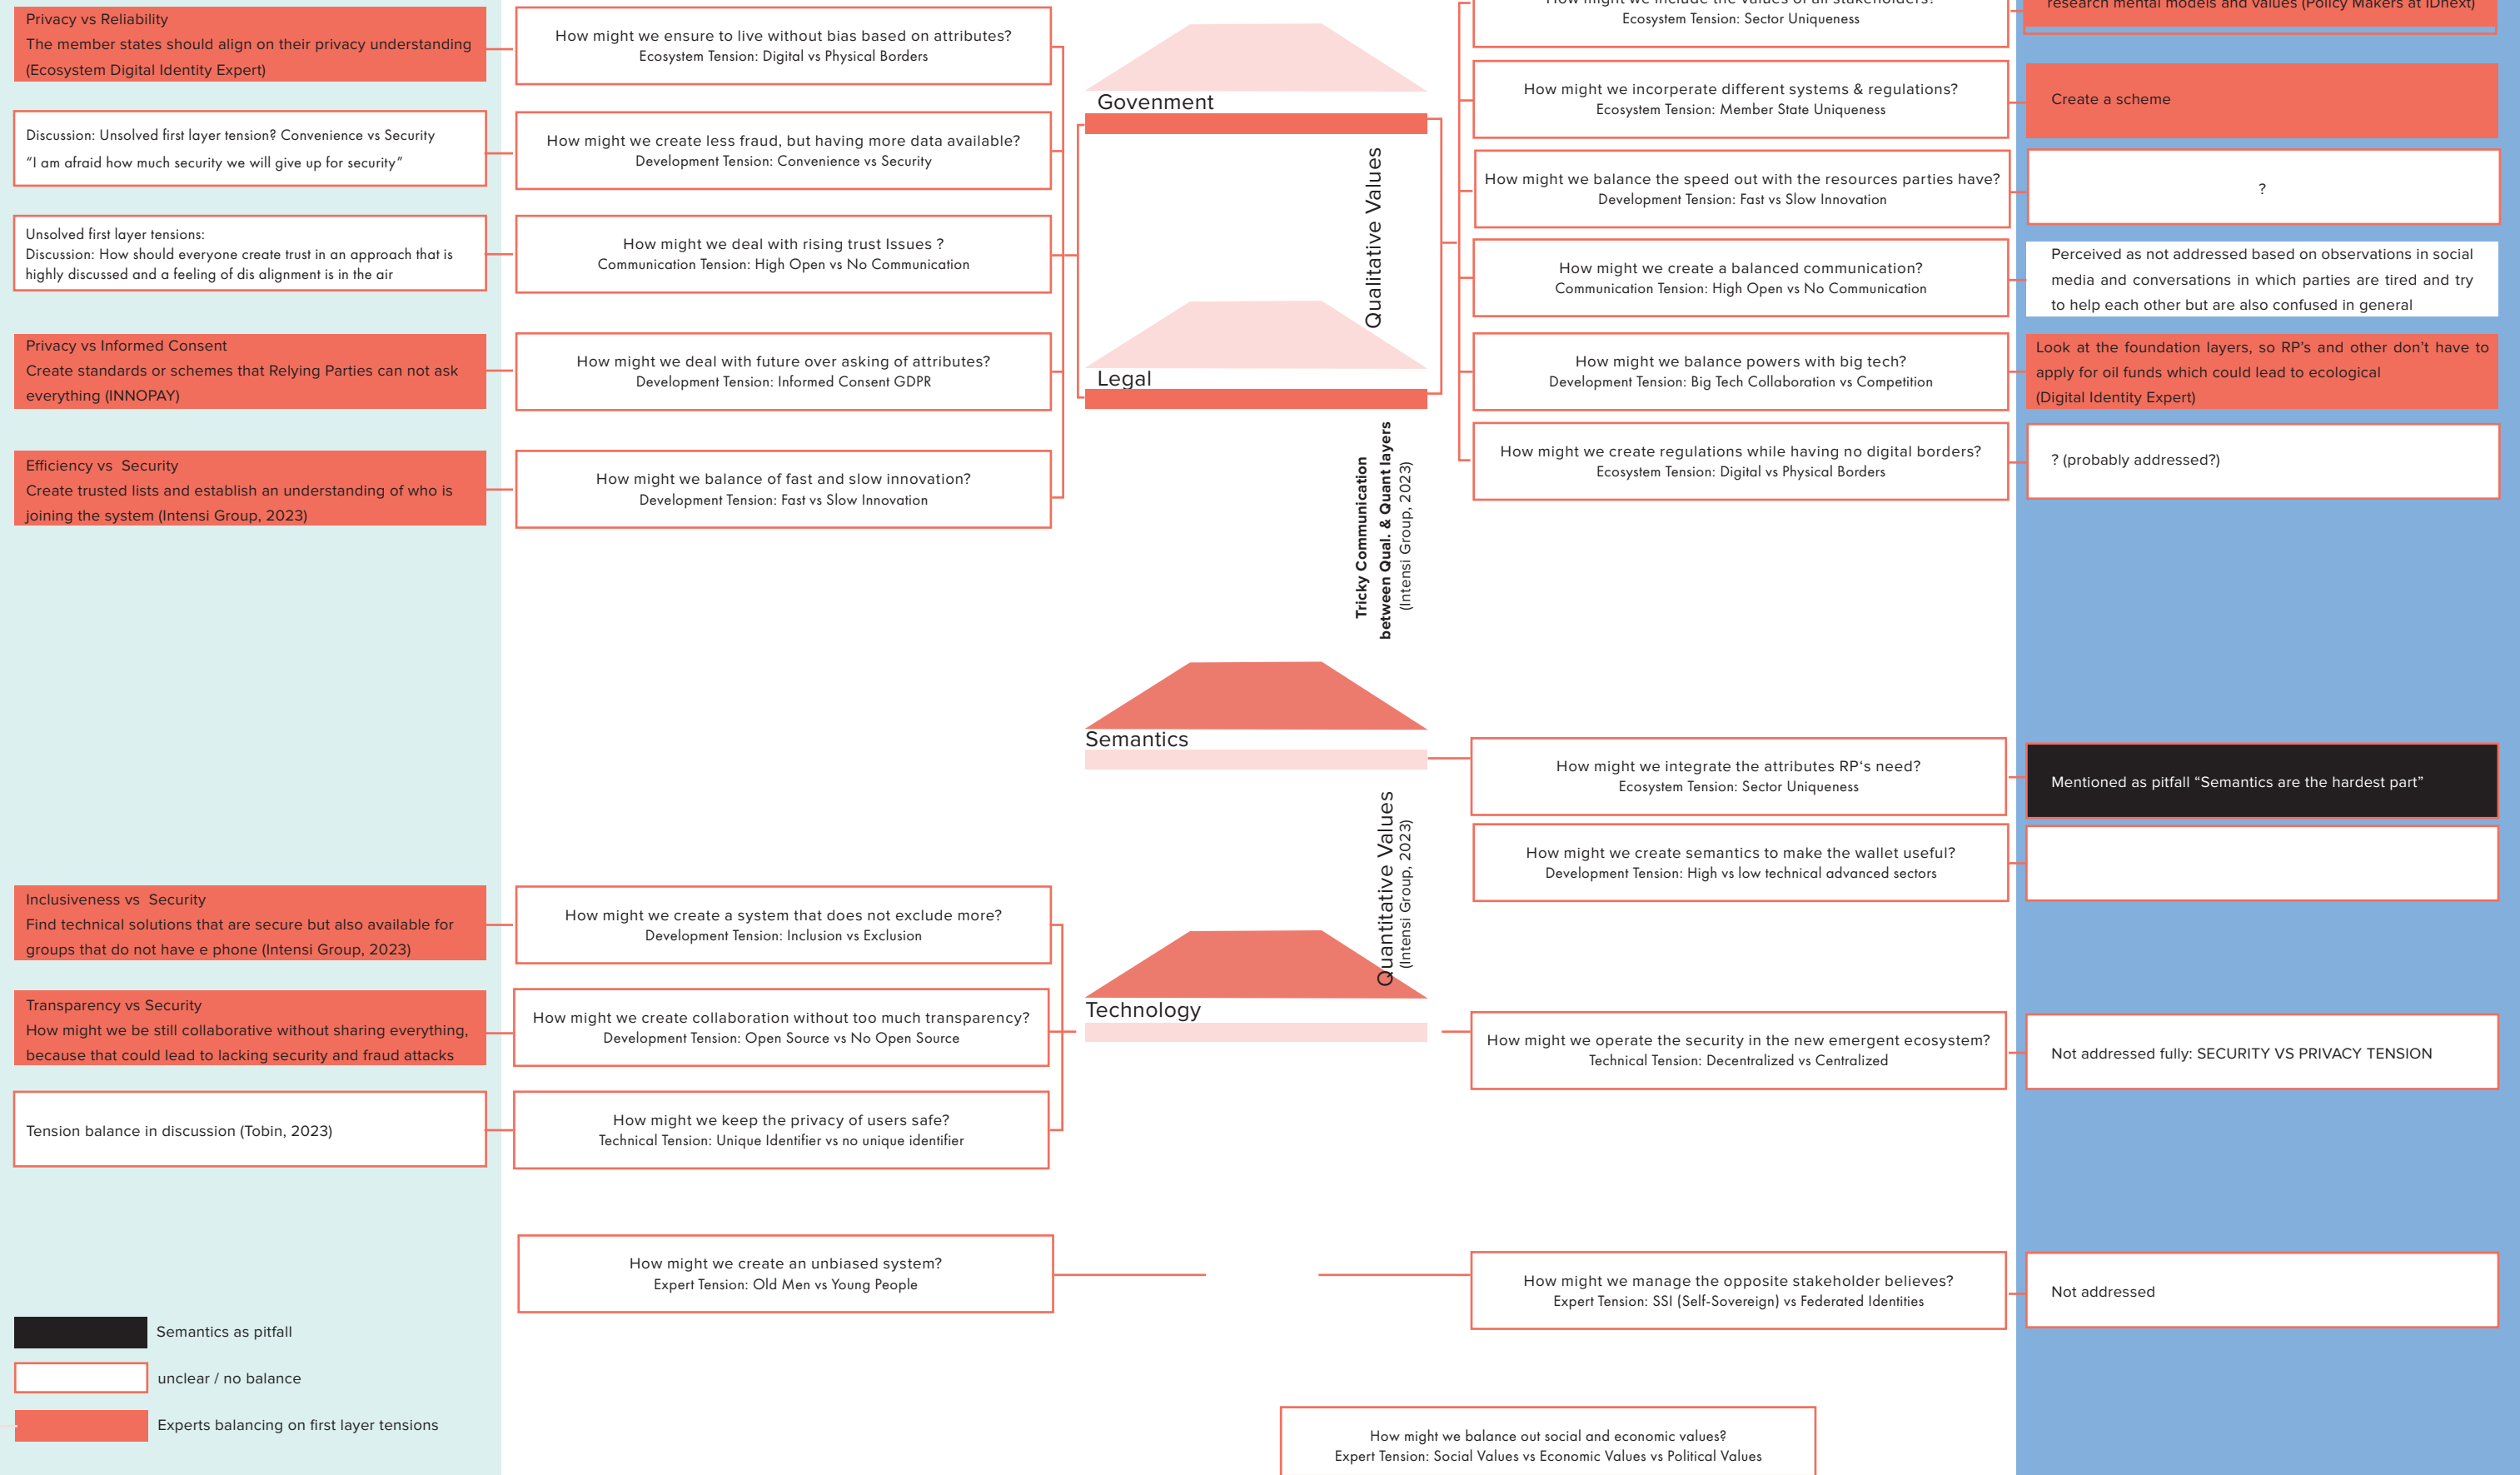 Privacy vs Reliability
The member states should align on their privacy understanding
(Ecosystem Digital Identity Expert)
Discussion: Unsolved first layer tension? Convenience vs Security
“I am afraid how much security we will give up for security”
Unsolved first layer tensions:
Discussion: How should everyone create trust in an approach that is
highly discussed and a feeling of dis alignment is in the air
Privacy vs Informed Consent
Create standards or schemes that Relying Parties can not ask
everything (INNOPAY)
Efficiency vs Security
Create trusted lists and establish an understanding of who is
joining the system (Intensi Group, 2023)
Inclusiveness vs Security
Find technical solutions that are secure but also available for
groups that do not have e phone (Intensi Group, 2023)
Transparency vs Security
How might we be still collaborative without sharing everything,
because that could lead to lacking security and fraud attacks
Tension balance in discussion (Tobin, 2023)
Semantics as pitfall
unclear / no balance
Experts balancing on first layer tensions
How might we ensure to live without bias based on attributes?
Ecosystem Tension: Digital vs Physical Borders
How might we create less fraud, but having more data available?
Development Tension: Convenience vs Security
How might we deal with rising trust Issues ?
Communication Tension: High Open vs No Communication
How might we deal with future over asking of attributes?
Development Tension: Informed Consent GDPR
How might we balance of fast and slow innovation?
Development Tension: Fast vs Slow Innovation
How might we create a system that does not exclude more?
Development Tension: Inclusion vs Exclusion
How might we create collaboration without too much transparency?
Development Tension: Open Source vs No Open Source
How might we keep the privacy of users safe?
Technical Tension: Unique Identifier vs no unique identifier
How might we create an unbiased system?
Expert Tension: Old Men vs Young People
Govenment
Qualitative Values
Legal
Tricky Communication
between Qual. & Quant layers
(Intensi Group, 2023)
Semantics
Quantitative Values
(Intensi Group, 2023)
Technology
How might we include the values of all stakeholders?
Ecosystem Tension: Sector Uniqueness
How might we incorperate different systems & regulations?
Ecosystem Tension: Member State Uniqueness
How might we balance the speed out with the resources parties have?
Development Tension: Fast vs Slow Innovation
How might we create a balanced communication?
Communication Tension: High Open vs No Communication
How might we balance powers with big tech?
Development Tension: Big Tech Collaboration vs Competition
How might we create regulations while having no digital borders?
Ecosystem Tension: Digital vs Physical Borders
How might we integrate the attributes RP‘s need?
Ecosystem Tension: Sector Uniqueness
How might we create semantics to make the wallet useful?
Development Tension: High vs low technical advanced sectors
How might we operate the security in the new emergent ecosystem?
Technical Tension: Decentralized vs Centralized
How might we manage the opposite stakeholder believes?
Expert Tension: SSI (Self-Sovereign) vs Federated Identities
How might we balance out social and economic values?
Expert Tension: Social Values vs Economic Values vs Political Values
research mental models and values (Policy Makers at IDnext)
Create a scheme
?
Perceived as not addressed based on observations in social
media and conversations in which parties are tired and try
to help each other but are also confused in general
Look at the foundation layers, so RP’s and other don’t have to
apply for oil funds which could lead to ecological
(Digital Identity Expert)
? (probably addressed?)
Mentioned as pitfall “Semantics are the hardest part”
Not addressed fully: SECURITY VS PRIVACY TENSION
Not addressed